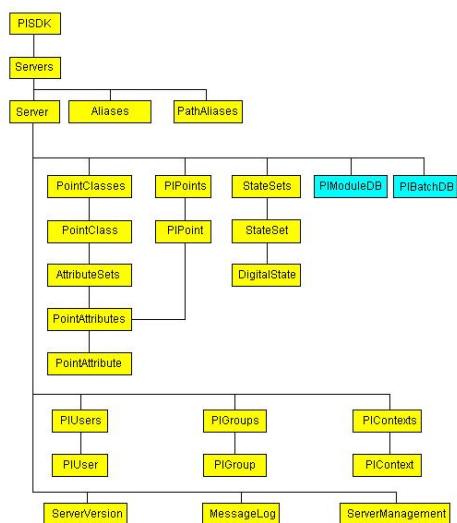 PISDK
Servers
Server
Aliases
PathAliases
PointClasses
PIPoints
StateSets
PIModuleDB
PIBatchDB
PointClass
PIPoint
StateSet
AttributeSets
DigitalState
PointAttributes
PointAttribute
PIUsers
PIGroups
PIContexts
PIUser
PIGroup
PIContext
ServerVersion
MessageLog
ServerManagement